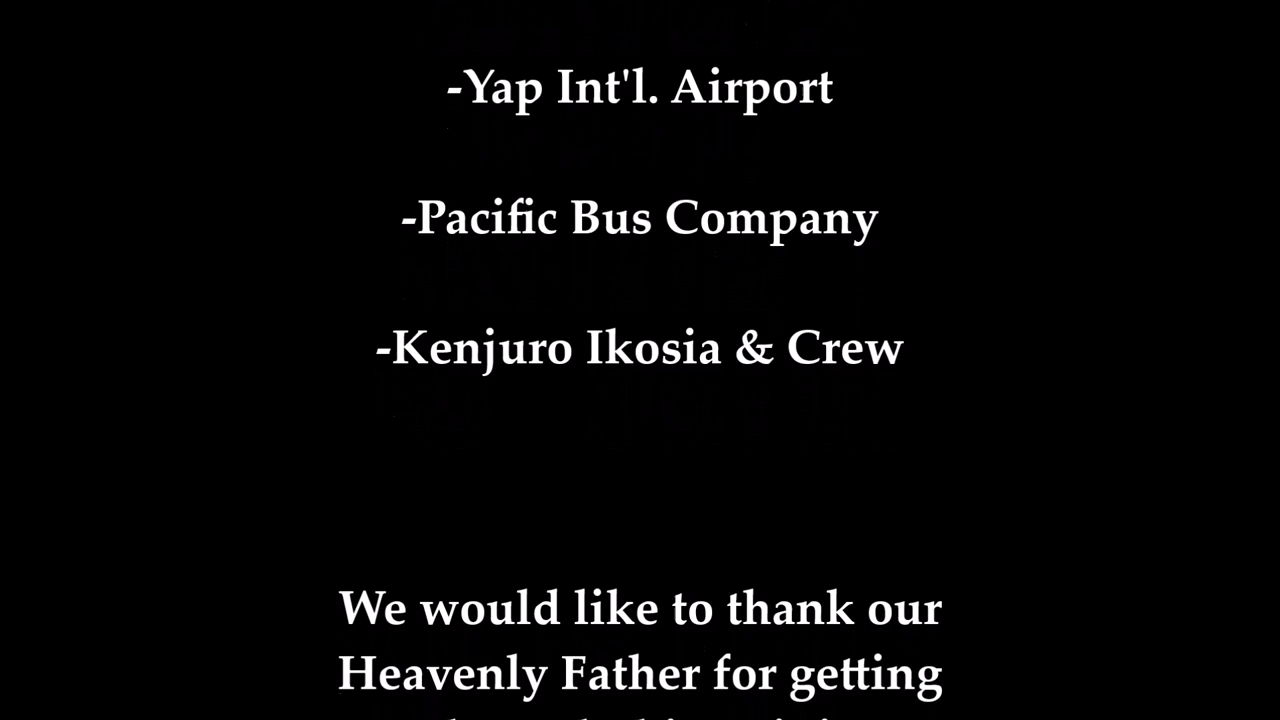 -Yap Int'l. Airport
-Pacific Bus Company
-Kenjuro Ikosia & Crew
We would like to thank our
Heavenly Father for getting